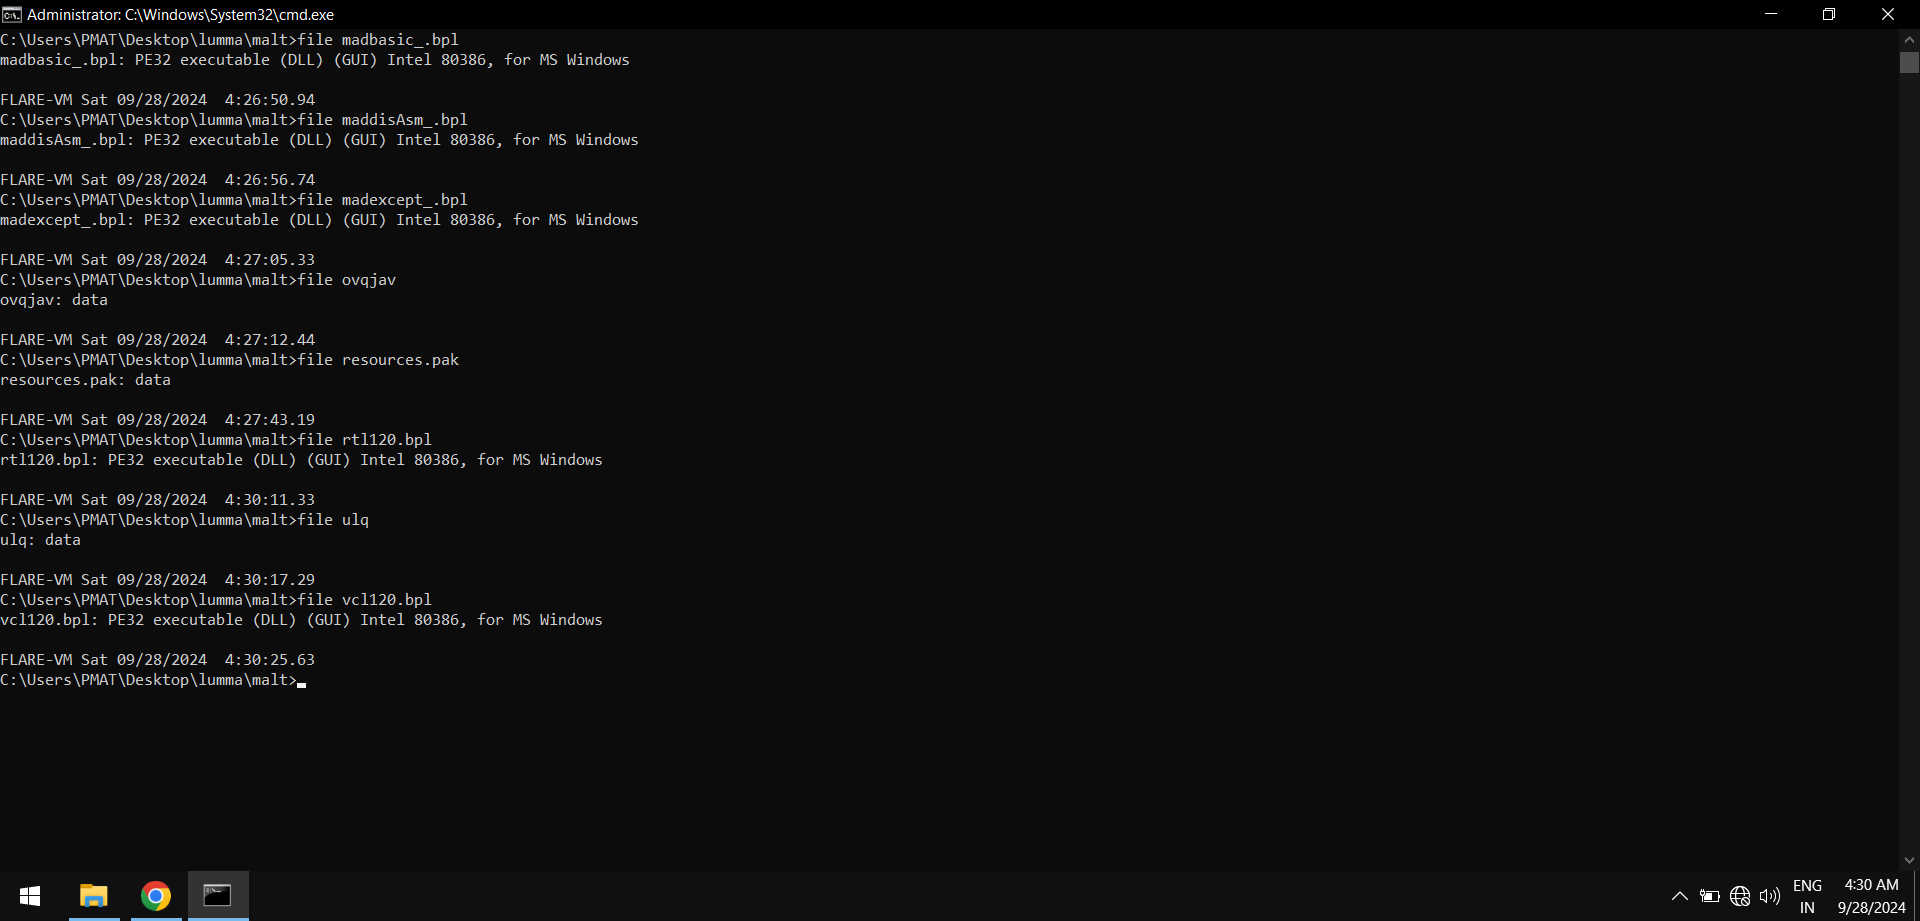 Administrator: C:\Windows\System32\cmd.exe
C:\Users\PMAT\Desktop\lumma\malt>file madbasic_.bpl
madbasic_.bpl: PE32 executable (DLL) (GUI) Intel 80386, for MS Windows
FLARE-VM Sat 09/28/2024  4:26:50.94
C:\Users\PMAT\Desktop\lumma\malt>file maddisAsm_.bpl
maddisAsm_.bpl: PE32 executable (DLL) (GUI) Intel 80386, for MS Windows
FLARE-VM Sat 09/28/2024  4:26:56.74
C:\Users\PMAT\Desktop\lumma\malt>file madexcept_.bpl
madexcept_.bpl: PE32 executable (DLL) (GUI) Intel 80386, for MS Windows
FLARE-VM Sat 09/28/2024  4:27:05.33
C:\Users\PMAT\Desktop\lumma\malt>file ovqjav
ovqjav: data
FLARE-VM Sat 09/28/2024  4:27:12.44
C:\Users\PMAT\Desktop\lumma\malt>file resources.pak
resources.pak: data
FLARE-VM Sat 09/28/2024  4:27:43.19
C:\Users\PMAT\Desktop\lumma\malt>file rtl120.bpl
rtl120.bpl: PE32 executable (DLL) (GUI) Intel 80386, for MS Windows
FLARE-VM Sat 09/28/2024  4:30:11.33
C:\Users\PMAT\Desktop\lumma\malt>file ulq
ulq: data
FLARE-VM Sat 09/28/2024  4:30:17.29
C:\Users\PMAT\Desktop\lumma\malt>file vcl120.bpl
vcl120.bpl: PE32 executable (DLL) (GUI) Intel 80386, for MS Windows
FLARE-VM Sat 09/28/2024  4:30:25.63
C:\Users\PMAT\Desktop\lumma\malt>
ENG
IN
4:30 AM
9/28/2024